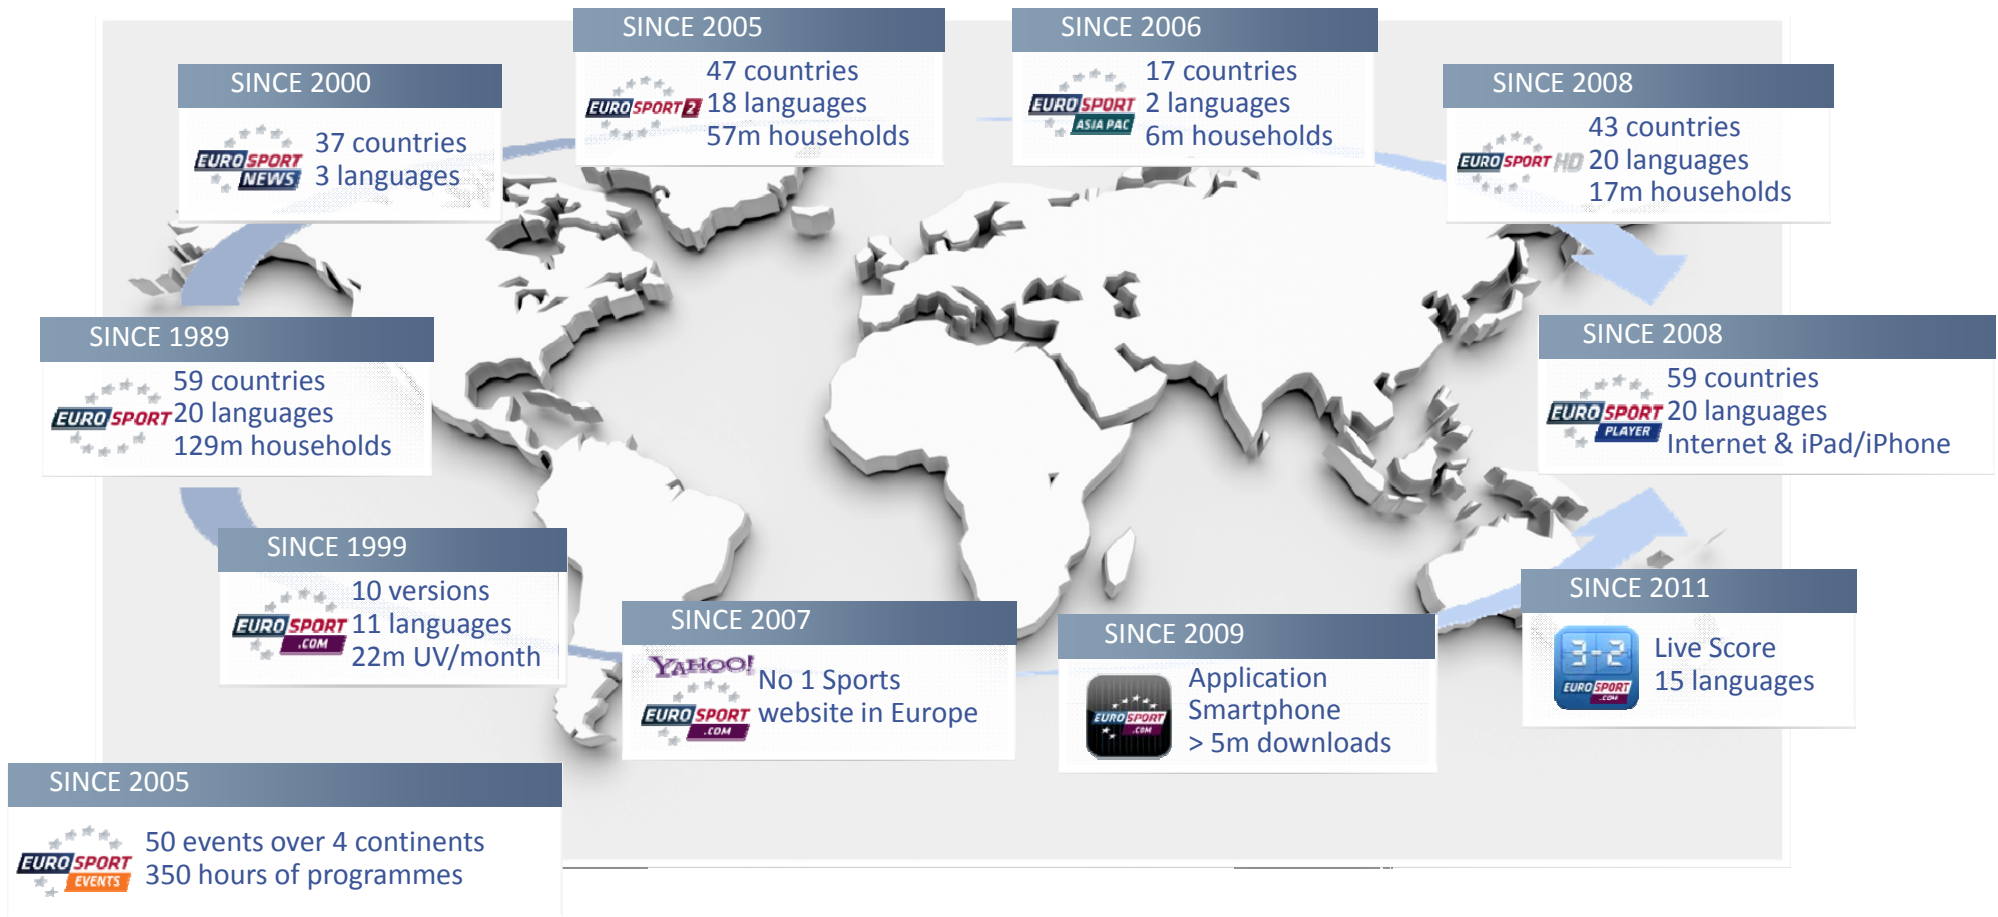 SINCE 2005
EUROSPORT 2
47 countries
18 languages
57m households
SINCE 2006
EUROSPORT
ASIA PAC
17 countries
2 languages
6m households
SINCE 2000
EUROSPORT
NEWS
37 countries
3 languages
SINCE 2008
EUROSPORT HD
43 countries
20 languages
17m households
SINCE 1989
EUROSPORT
59 countries
20 languages
129m households
SINCE 2008
EUROSPORT
PLAYER
59 countries
20 languages
Internet & iPad/iPhone
SINCE 1999
EUROSPORT
.COM
10 versions
11 languages
22m UV/month
SINCE 2007
YAHOO!
EUROSPORT
.COM
No 1 Sports
website in Europe
SINCE 2009
EUROSPORT
.COM
Application
Smartphone
> 5m downloads
SINCE 2011
3-2
EUROSPORT
.COM
Live Score
15 languages
SINCE 2005
EUROSPORT
EVENTS
50 events over 4 continents
350 hours of programmes